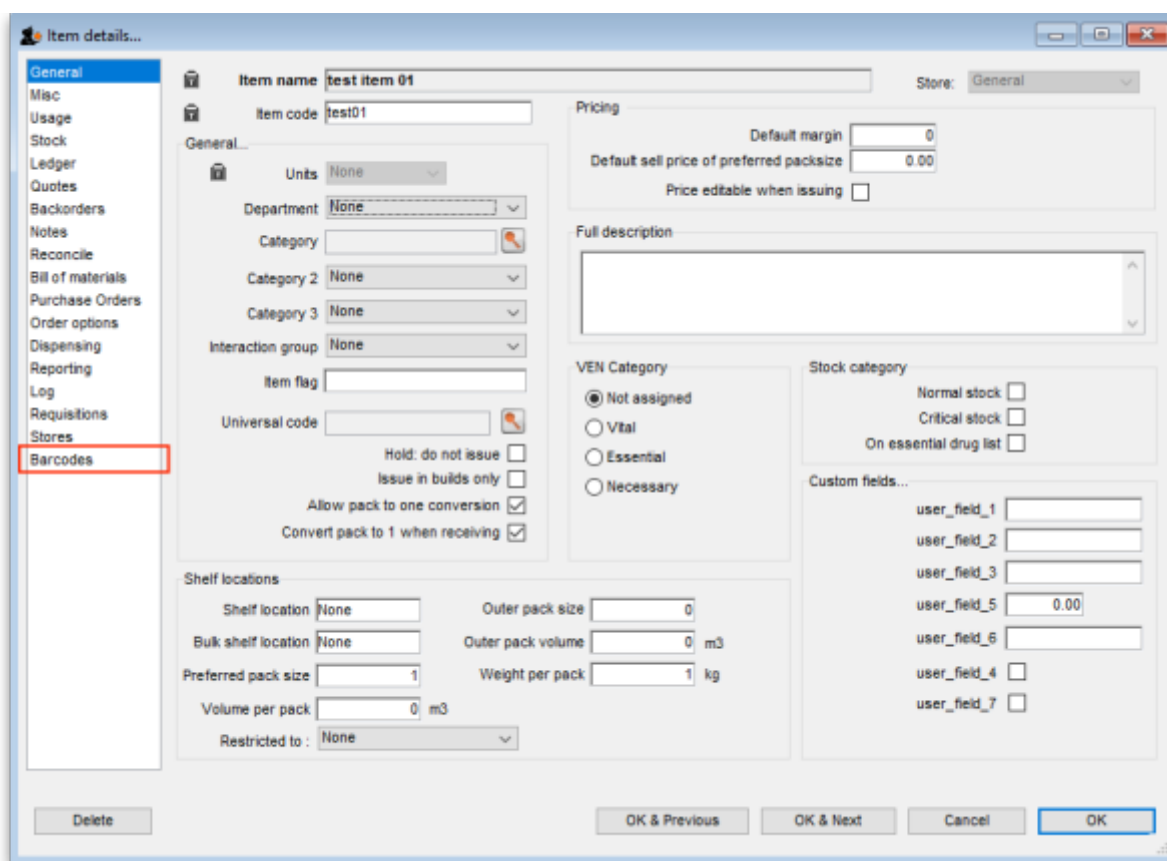 Item details...
General
Misc
Usage
Stock
Ledger
Quotes
Backorders
Notes
Reconcile
Bill of materials
Purchase Orders
Order options
Dispensing
Reporting
Log
Requisitions
Stores
Barcodes
Item name test item 01
Store: General
Item code test01
General...
Units None
Department None
Category
Category 2 None
Category 3 None
Interaction group None
Item flag
Universal code
Hold: do not issue
Issue in builds only
Allow pack to one conversion
Convert pack to 1 when receiving
Pricing
Default margin 0
Default sell price of preferred packsize 0.00
Price editable when issuing
Full description
VEN Category
Not assigned
Vital
Essential
Necessary
Stock category
Normal stock
Critical stock
On essential drug list
Custom fields...
user_field_1
user_field_2
user_field_3
user_field_5 0.00
user_field_6
user_field_4
user_field_7
Shelf locations
Shelf location None
Outer pack size 0
Bulk shelf location None
Outer pack volume 0 m3
Preferred pack size 1
Weight per pack 1 kg
Volume per pack 0 m3
Restricted to : None
Delete
OK & Previous
OK & Next
Cancel
OK